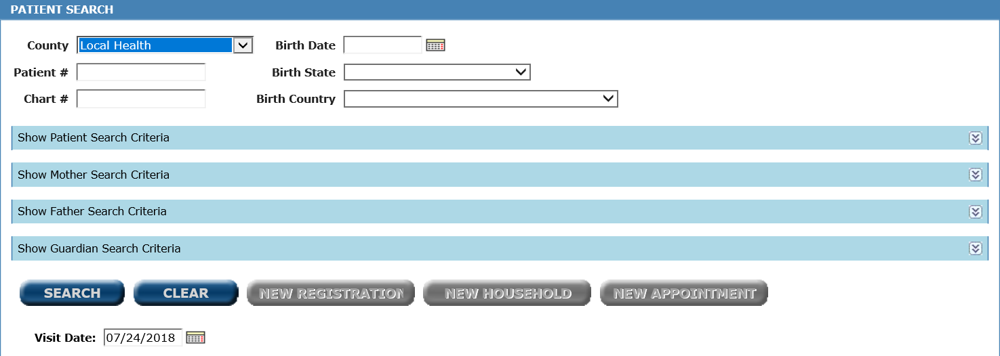 PATIENT SEARCH
County Local Health Birth Date
Patient # Birth State
Chart # Birth Country
Show Patient Search Criteria
Show Mother Search Criteria
Show Father Search Criteria
Show Guardian Search Criteria
SEARCH CLEAR NEW REGISTRATION NEW HOUSEHOLD NEW APPOINTMENT
Visit Date: 07/24/2018